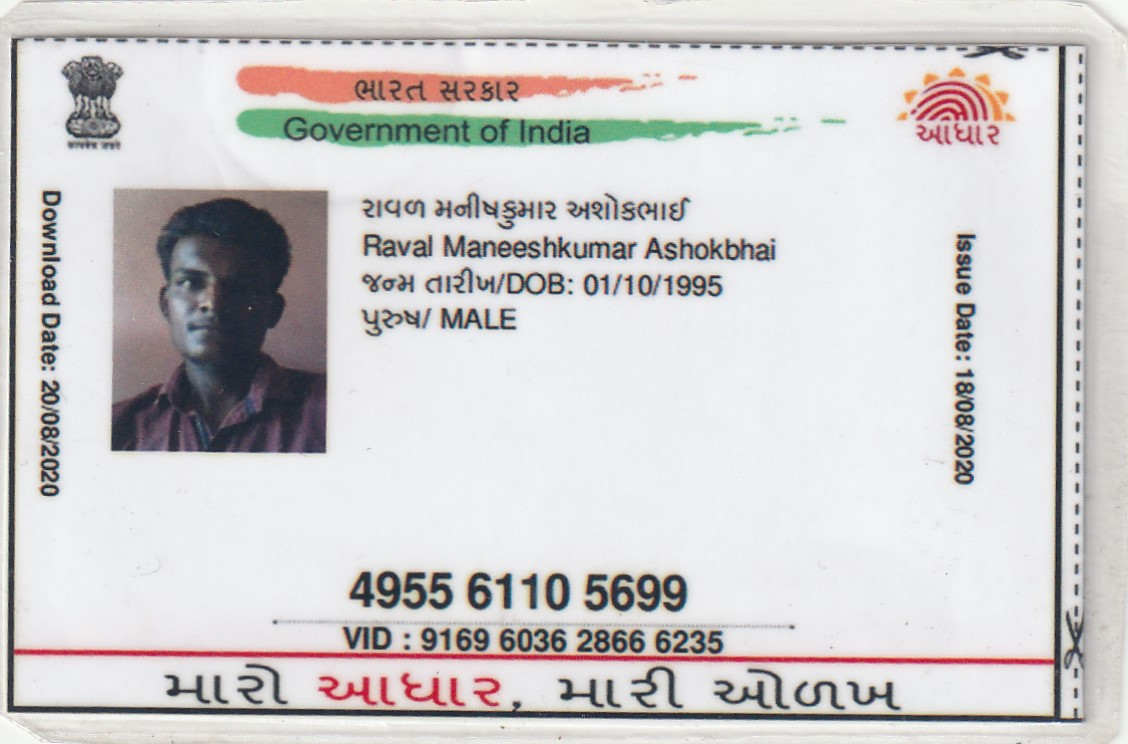 ભારત સરકાર
Government of India
આધાર
Download Date: 20/08/2020
રાવળ મનીષકુમાર અશોકભાઈ
Raval Maneeshkumar Ashokbhai
જન્મ તારીખ/DOB: 01/10/1995
પુરુષ/ MALE
Issue Date: 18/08/2020
4955 6110 5699
VID : 9169 6036 2866 6235
મારો આધાર, મારી ઓળખ